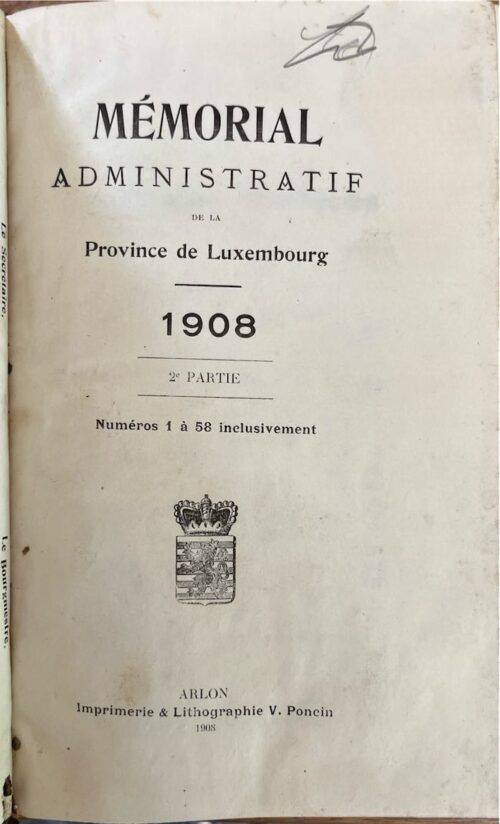 MÉMORIAL
ADMINISTRATIF
DE LA
Province de Luxembourg
1908
2e PARTIE
Numéros 1 à 58 inclusivement
ARLON
Imprimerie & Lithographie V. Poncin
1908
Le Secrétaire,
Le Bourgmestre,